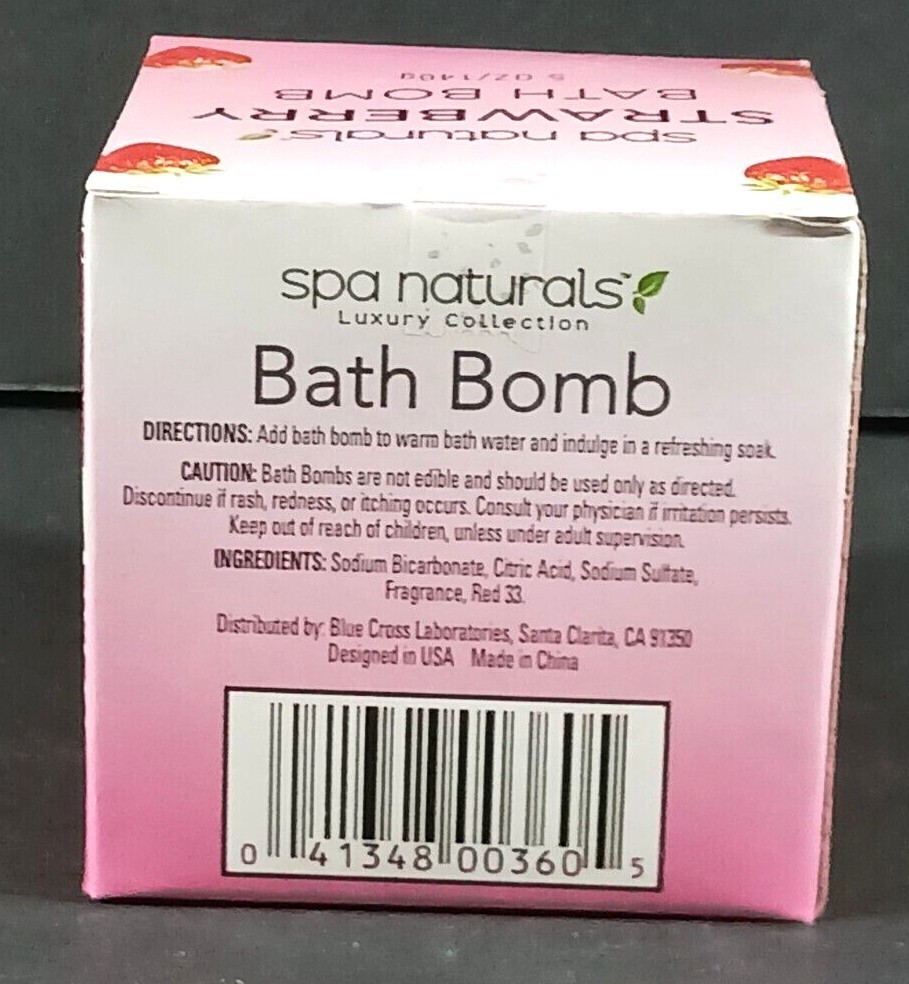 spa naturals
STRAWBERRY
BATH BOMB
5 oz/140g
spa naturals™
Luxury Collection
Bath Bomb
DIRECTIONS: Add bath bomb to warm bath water and indulge in a refreshing soak.
CAUTION: Bath Bombs are not edible and should be used only as directed.
Discontinue if rash, redness, or itching occurs. Consult your physician if irritation persists.
Keep out of reach of children, unless under adult supervision.
INGREDIENTS: Sodium Bicarbonate, Citric Acid, Sodium Sulfate,
Fragrance, Red 33.
Distributed by: Blue Cross Laboratories, Santa Clarita, CA 91350
Designed in USA Made in China
0 41348 00360 5